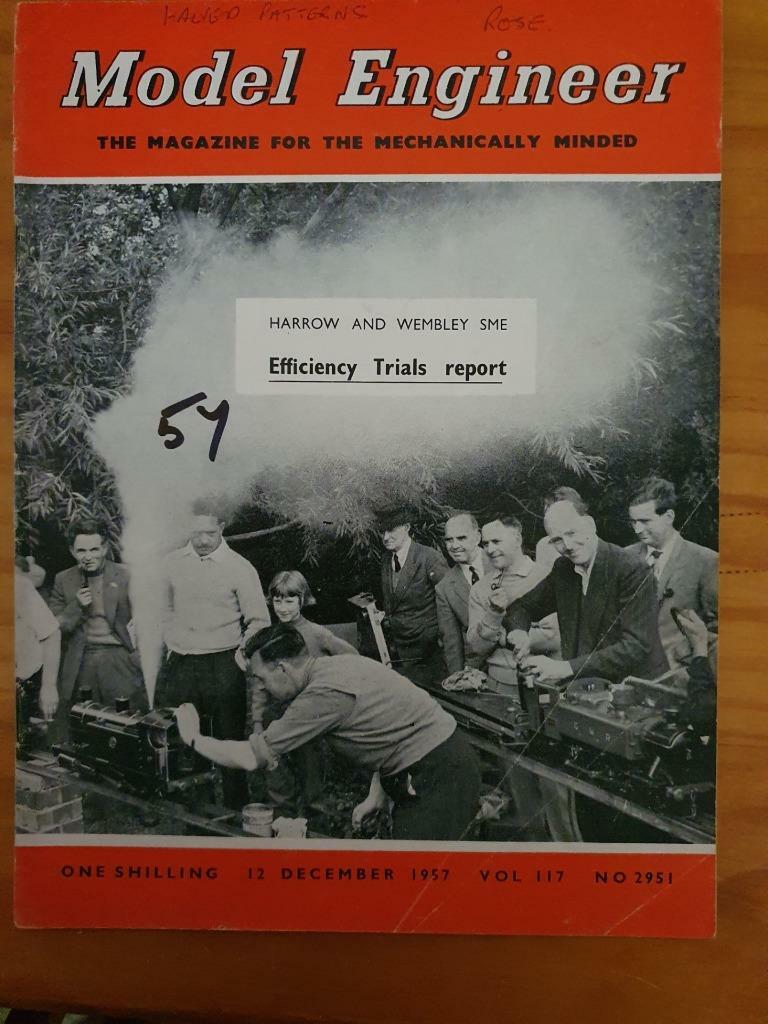 HALVED PATTERNS ROSE.
Model Engineer
THE MAGAZINE FOR THE MECHANICALLY MINDED
HARROW AND WEMBLEY SME
Efficiency Trials report
54
GWR
ONE SHILLING 12 DECEMBER 1957 VOL 117 NO 2951